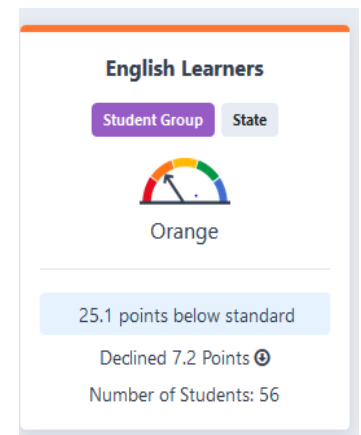 English Learners
Student Group State
Orange
25.1 points below standard
Declined 7.2 Points
Number of Students: 56